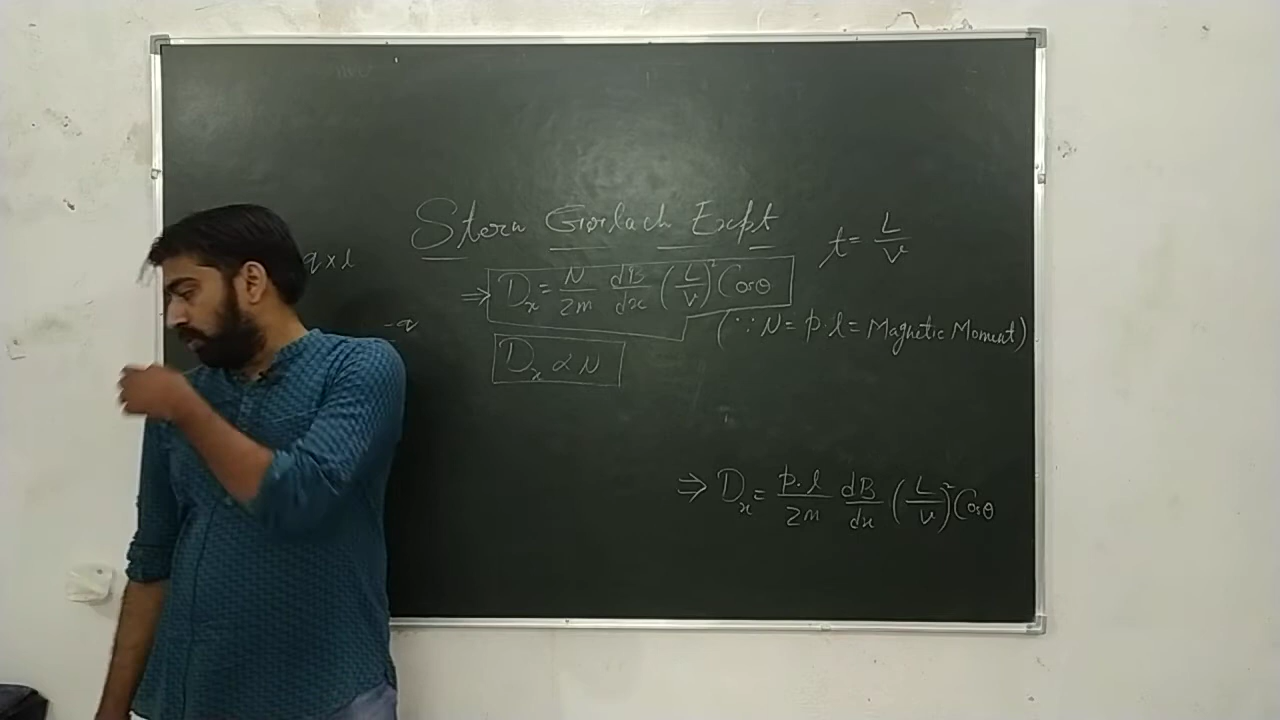 Stern Gerlach Expt
t = L/V
q × l
⇒ Dₓ = N/2m dB/dx (L/V)² Cosθ
(∵ N = p.l = Magnetic Moment)
-q
Dₓ ∝ N
⇒ Dₓ = p.l/2m dB/dx (L/V)² Cosθ